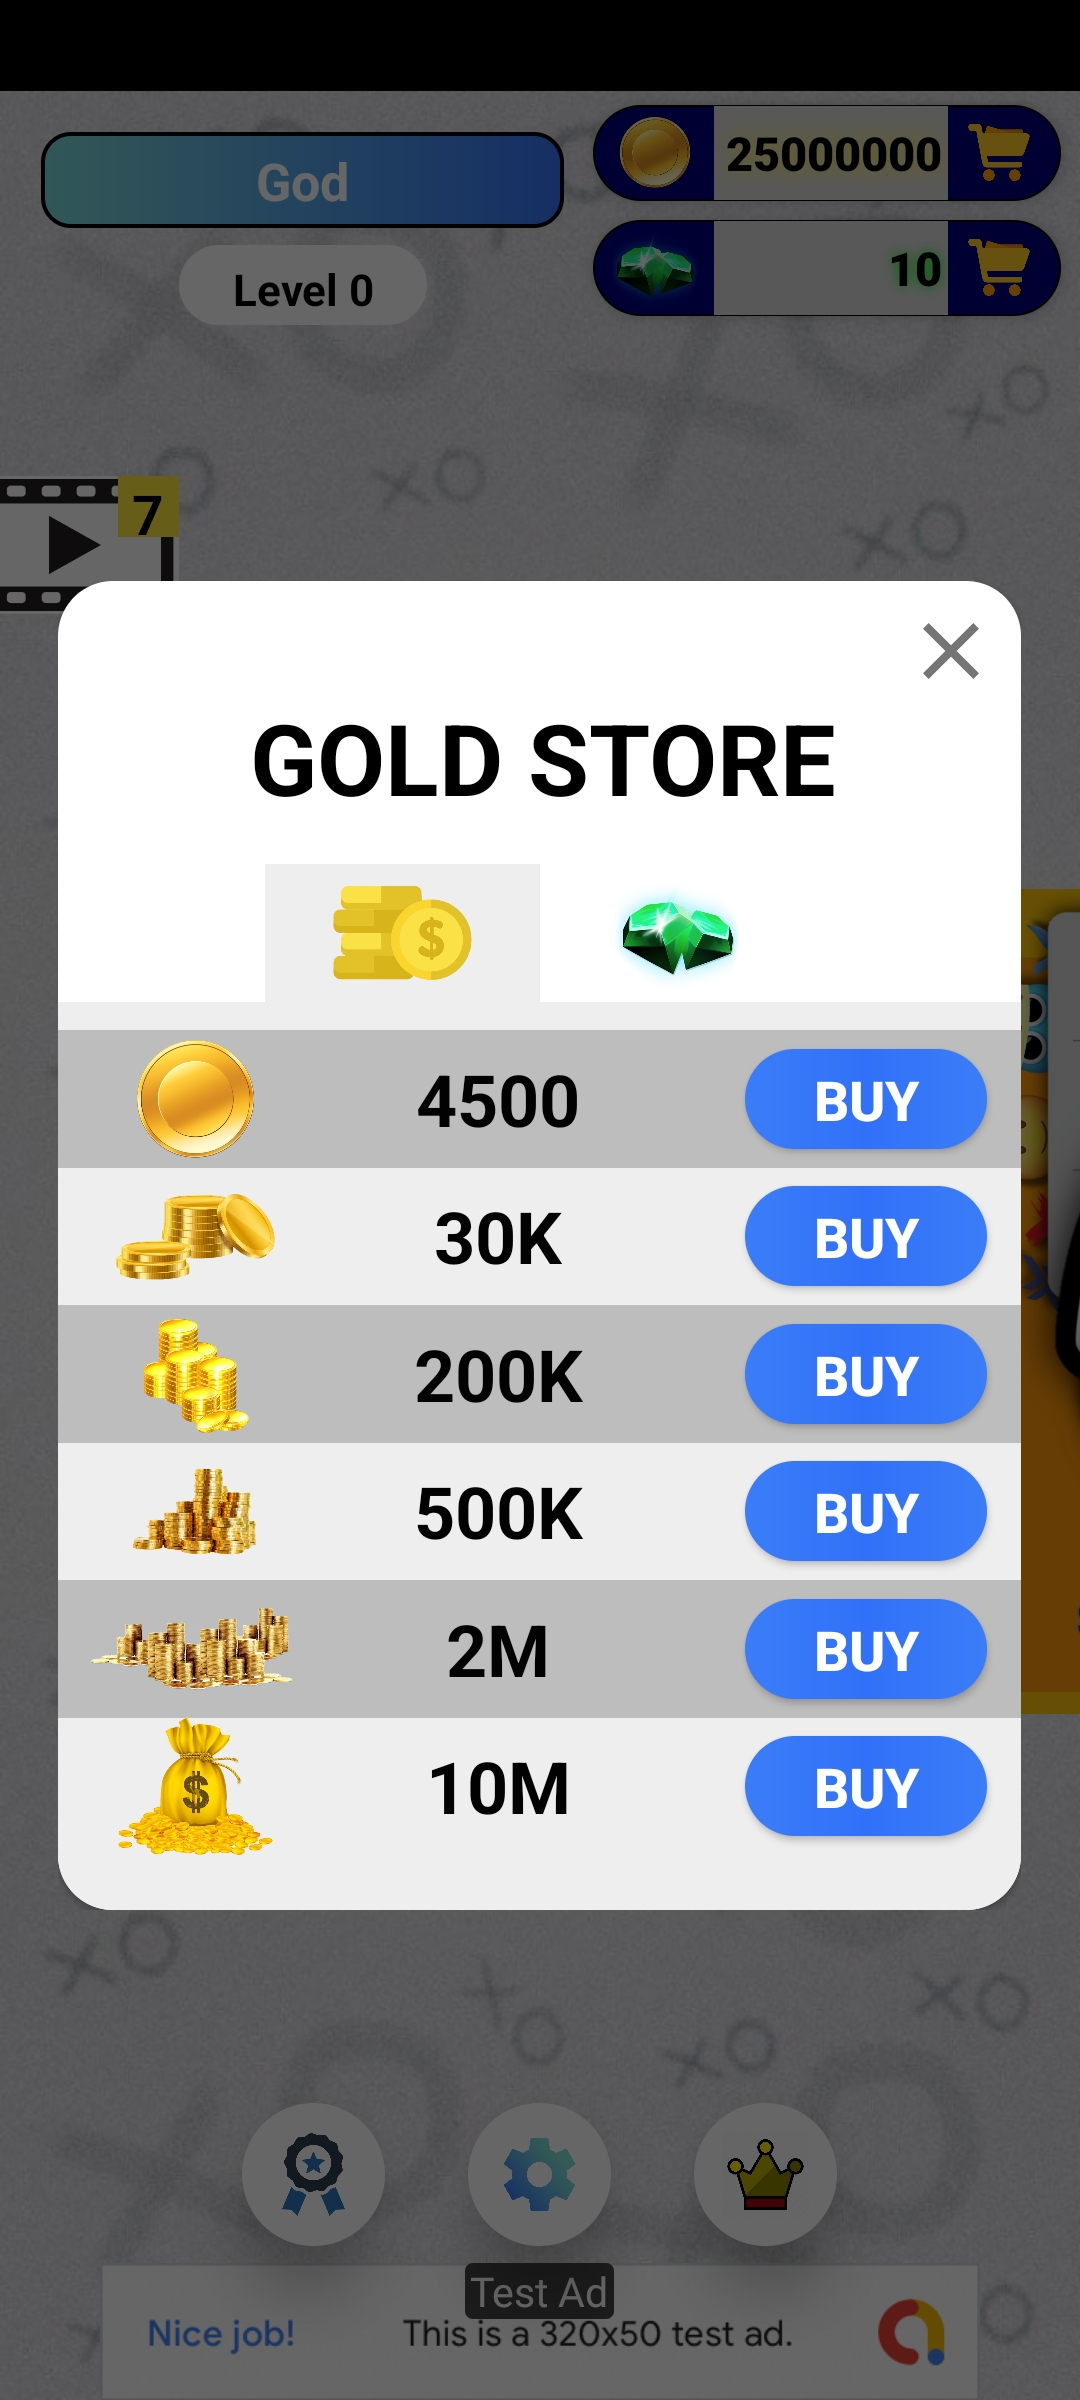 God
25000000
Level 0
10
7
GOLD STORE
$
4500 BUY
30K BUY
200K BUY
500K BUY
2M BUY
$
10M BUY
Test Ad
Nice job! This is a 320x50 test ad.